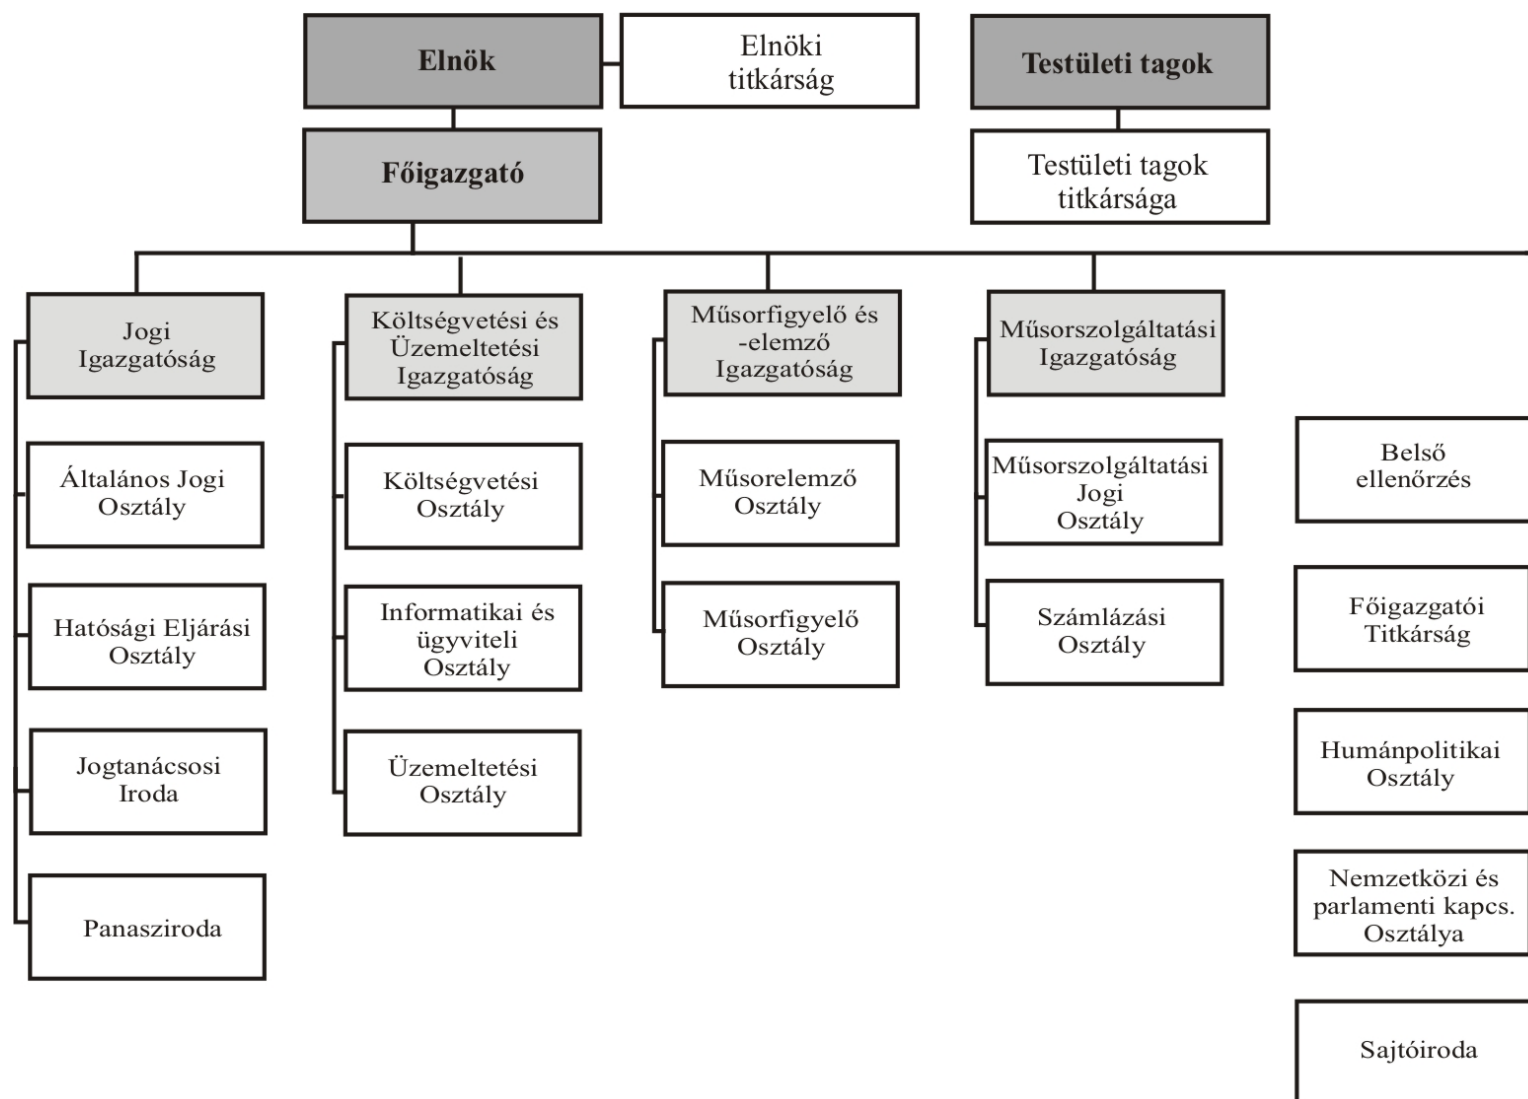 Elnök
Elnöki
titkárság
Testületi tagok
Főigazgató
Testületi tagok
titkársága
Jogi
Igazgatóság
Általános Jogi
Osztály
Hatósági Eljárási
Osztály
Jogtanácsosi
Iroda
Panasziroda
Költségvetési és
Üzemeltetési
Igazgatóság
Költségvetési
Osztály
Informatikai és
ügyviteli
Osztály
Üzemeltetési
Osztály
Műsorfigyelő és
-elemző
Igazgatóság
Műsorelemző
Osztály
Műsorfigyelő
Osztály
Műsorszolgáltatási
Igazgatóság
Műsorszolgáltatási
Jogi
Osztály
Számlázási
Osztály
Belső
ellenőrzés
Főigazgatói
Titkárság
Humánpolitikai
Osztály
Nemzetközi és
parlamenti kapcs.
Osztálya
Sajtóiroda